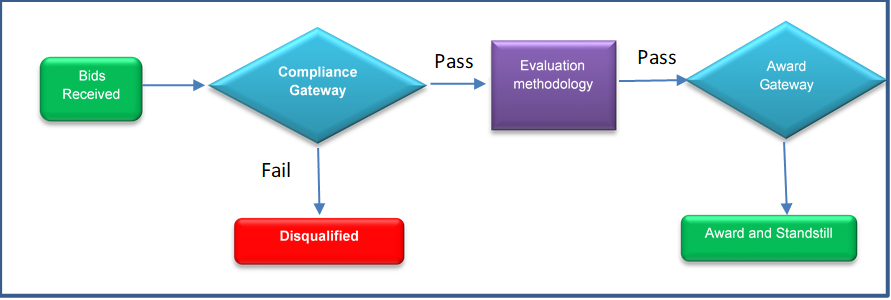 Bids
Received
Compliance
Gateway
Pass
Evaluation
methodology
Pass
Award
Gateway
Fail
Disqualified
Award and Standstill